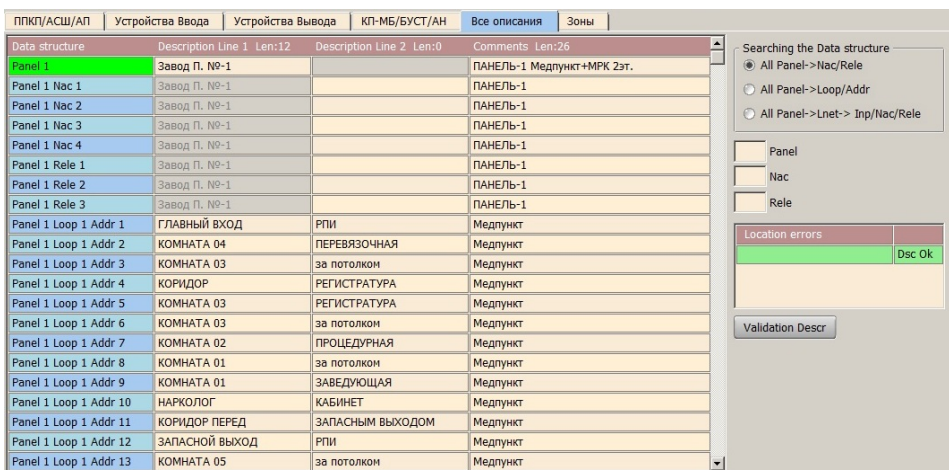 ППКП/АСШ/АП Устройства Ввода Устройства Вывода КП-МБ/БУСТ/АН Все описания Зоны
Data structure Description Line 1 Len:12 Description Line 2 Len:0 Comments Len:26
Panel 1 Завод П. №-1 ПАНЕЛЬ-1 Медпункт+МРК 2эт.
Panel 1 Nac 1 Завод П. №-1 ПАНЕЛЬ-1
Panel 1 Nac 2 Завод П. №-1 ПАНЕЛЬ-1
Panel 1 Nac 3 Завод П. №-1 ПАНЕЛЬ-1
Panel 1 Nac 4 Завод П. №-1 ПАНЕЛЬ-1
Panel 1 Rele 1 Завод П. №-1 ПАНЕЛЬ-1
Panel 1 Rele 2 Завод П. №-1 ПАНЕЛЬ-1
Panel 1 Rele 3 Завод П. №-1 ПАНЕЛЬ-1
Panel 1 Loop 1 Addr 1 ГЛАВНЫЙ ВХОД РПИ Медпункт
Panel 1 Loop 1 Addr 2 КОМНАТА 04 ПЕРЕВЯЗОЧНАЯ Медпункт
Panel 1 Loop 1 Addr 3 КОМНАТА 03 за потолком Медпункт
Panel 1 Loop 1 Addr 4 КОРИДОР РЕГИСТРАТУРА Медпункт
Panel 1 Loop 1 Addr 5 КОМНАТА 03 РЕГИСТРАТУРА Медпункт
Panel 1 Loop 1 Addr 6 КОМНАТА 03 за потолком Медпункт
Panel 1 Loop 1 Addr 7 КОМНАТА 02 ПРОЦЕДУРНАЯ Медпункт
Panel 1 Loop 1 Addr 8 КОМНАТА 01 за потолком Медпункт
Panel 1 Loop 1 Addr 9 КОМНАТА 01 ЗАВЕДУЮЩАЯ Медпункт
Panel 1 Loop 1 Addr 10 НАРКОЛОГ КАБИНЕТ Медпункт
Panel 1 Loop 1 Addr 11 КОРИДОР ПЕРЕД ЗАПАСНЫМ ВЫХОДОМ Медпункт
Panel 1 Loop 1 Addr 12 ЗАПАСНОЙ ВЫХОД РПИ Медпункт
Panel 1 Loop 1 Addr 13 КОМНАТА 05 за потолком Медпункт
Searching the Data structure
All Panel->Nac/Rele
All Panel->Loop/Addr
All Panel->Lnet-> Inp/Nac/Rele
Panel
Nac
Rele
Location errors
Dsc Ok
Validation Descr